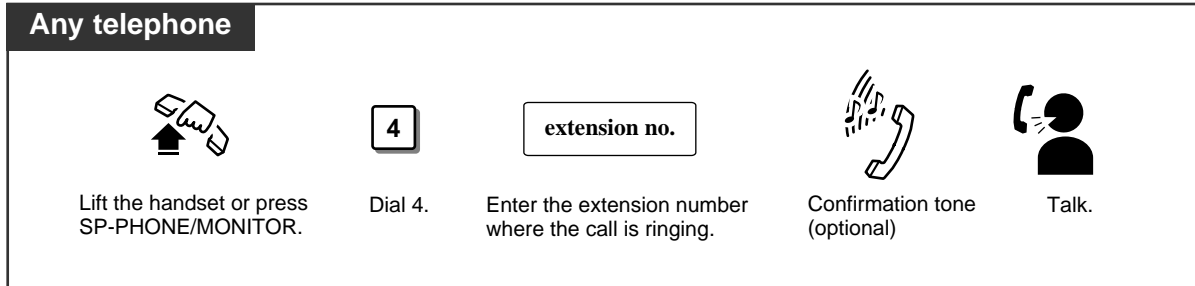 Any telephone
4
extension no.
Lift the handset or press
SP-PHONE/MONITOR.
Dial 4.
Enter the extension number
where the call is ringing.
Confirmation tone
(optional)
Talk.